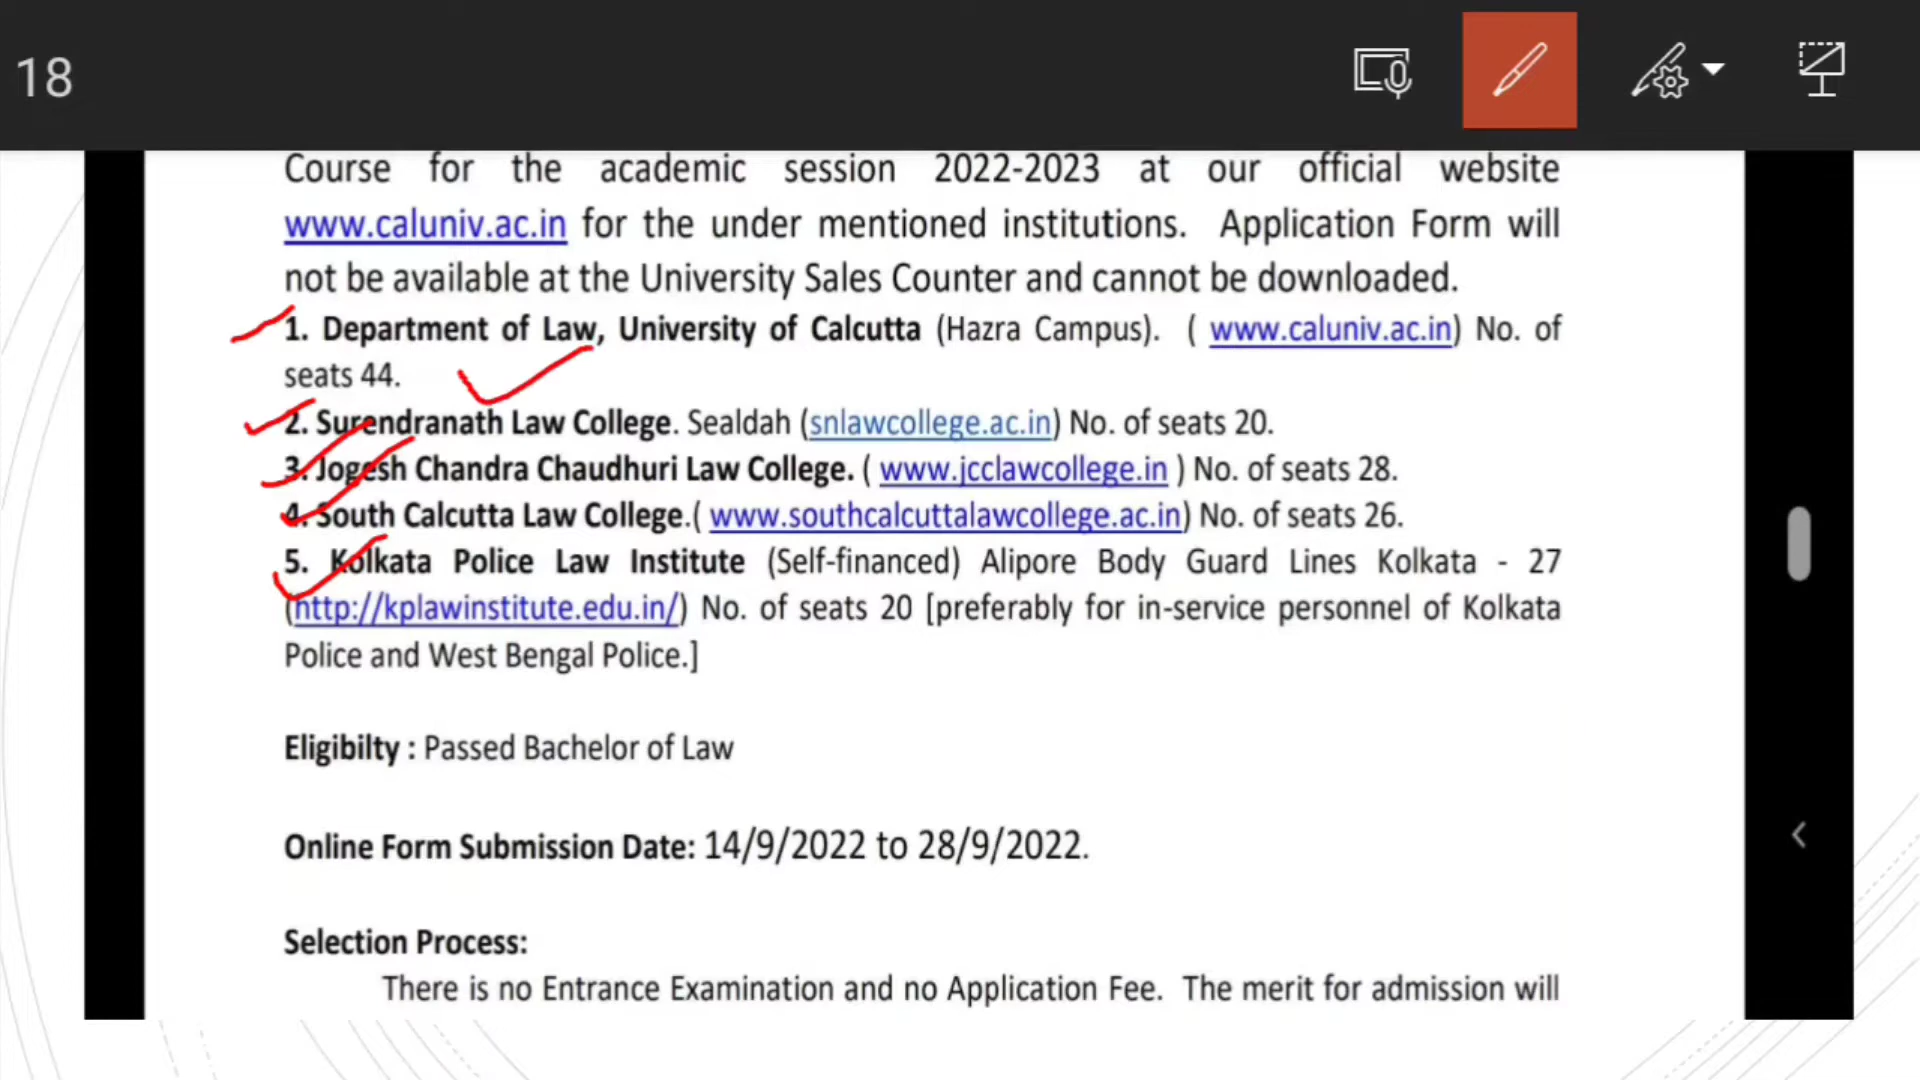 18
Course for the academic session 2022-2023 at our official website
www.caluniv.ac.in for the under mentioned institutions. Application Form will
not be available at the University Sales Counter and cannot be downloaded.
1. Department of Law, University of Calcutta (Hazra Campus). ( www.caluniv.ac.in) No. of
seats 44.
2. Surendranath Law College. Sealdah (snlawcollege.ac.in) No. of seats 20.
3. Jogesh Chandra Chaudhuri Law College. ( www.jcclawcollege.in ) No. of seats 28.
4. South Calcutta Law College.( www.southcalcuttalawcollege.ac.in) No. of seats 26.
5. Kolkata Police Law Institute (Self-financed) Alipore Body Guard Lines Kolkata - 27
(http://kplawinstitute.edu.in/) No. of seats 20 [preferably for in-service personnel of Kolkata
Police and West Bengal Police.]
Eligibilty : Passed Bachelor of Law
Online Form Submission Date: 14/9/2022 to 28/9/2022.
Selection Process:
There is no Entrance Examination and no Application Fee. The merit for admission will